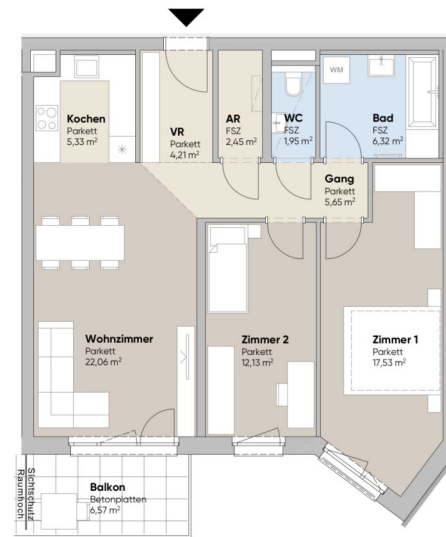 Kochen
Parkett
5,33 m²
VR
Parkett
4,21 m²
AR
FSZ
2,45 m²
WC
FSZ
1,95 m²
WM
Bad
FSZ
6,32 m²
Gang
Parkett
5,65 m²
Wohnzimmer
Parkett
22,06 m²
Zimmer 2
Parkett
12,13 m²
Zimmer 1
Parkett
17,53 m²
Sichtschutz
Raumhoch
Balkon
Betonplatten
6,57 m²